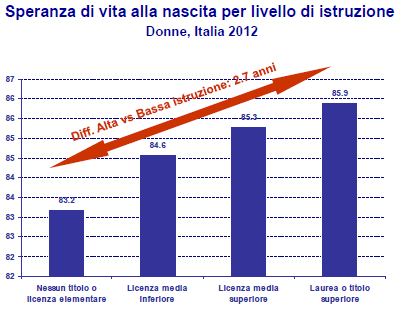 Speranza di vita alla nascita per livello di istruzione
Donne, Italia 2012
87
86
86
85
85
84
84
83
83
82
82
Diff. Alta vs Bassa Istruzione: 2.7 anni
83.2
84.6
85.3
85.9
Nessun titolo o
licenza elementare
Licenza media
inferiore
Licenza media
superiore
Laurea o titolo
superiore